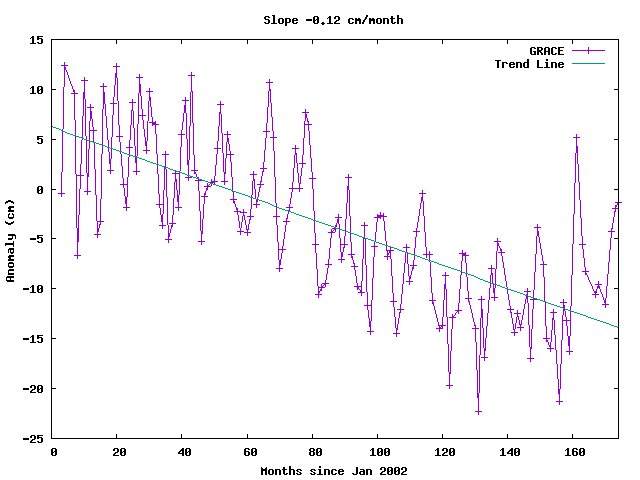 Slope -0.12 cm/month
GRACE
Trend Line
15
10
5
0
-5
-10
-15
-20
-25
Anomaly (cm)
0 20 40 60 80 100 120 140 160
Months since Jan 2002